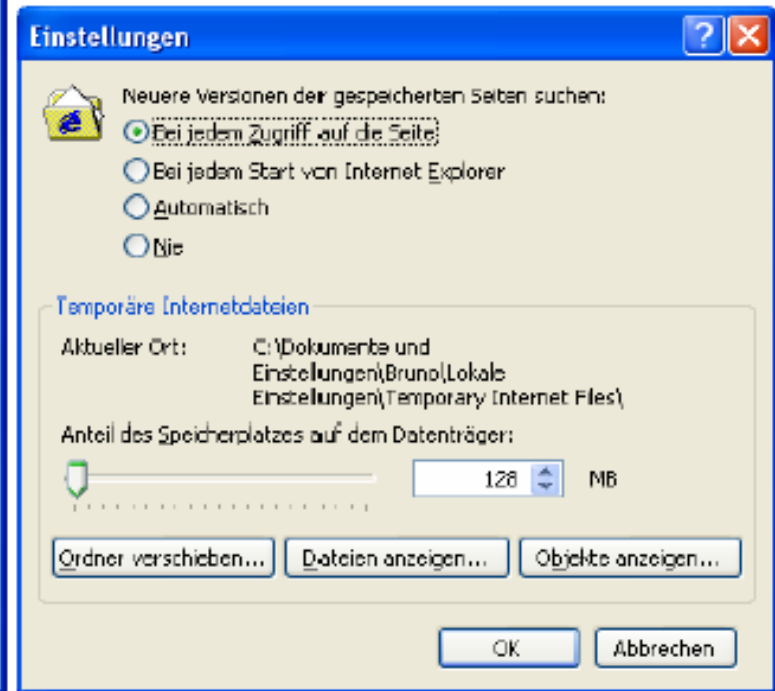 Einstellungen
Neuere Versionen der gespeicherten Seiten suchen:
Bei jedem Zugriff auf die Seite
Bei jedem Start von Internet Explorer
Automatisch
Nie
Temporäre Internetdateien
Aktueller Ort: C:\Dokumente und
Einstellungen\Bruno\Lokale
Einstellungen\Temporary Internet Files\
Anteil des Speicherplatzes auf dem Datenträger:
128 MB
Ordner verschieben... Dateien anzeigen... Objekte anzeigen...
OK Abbrechen